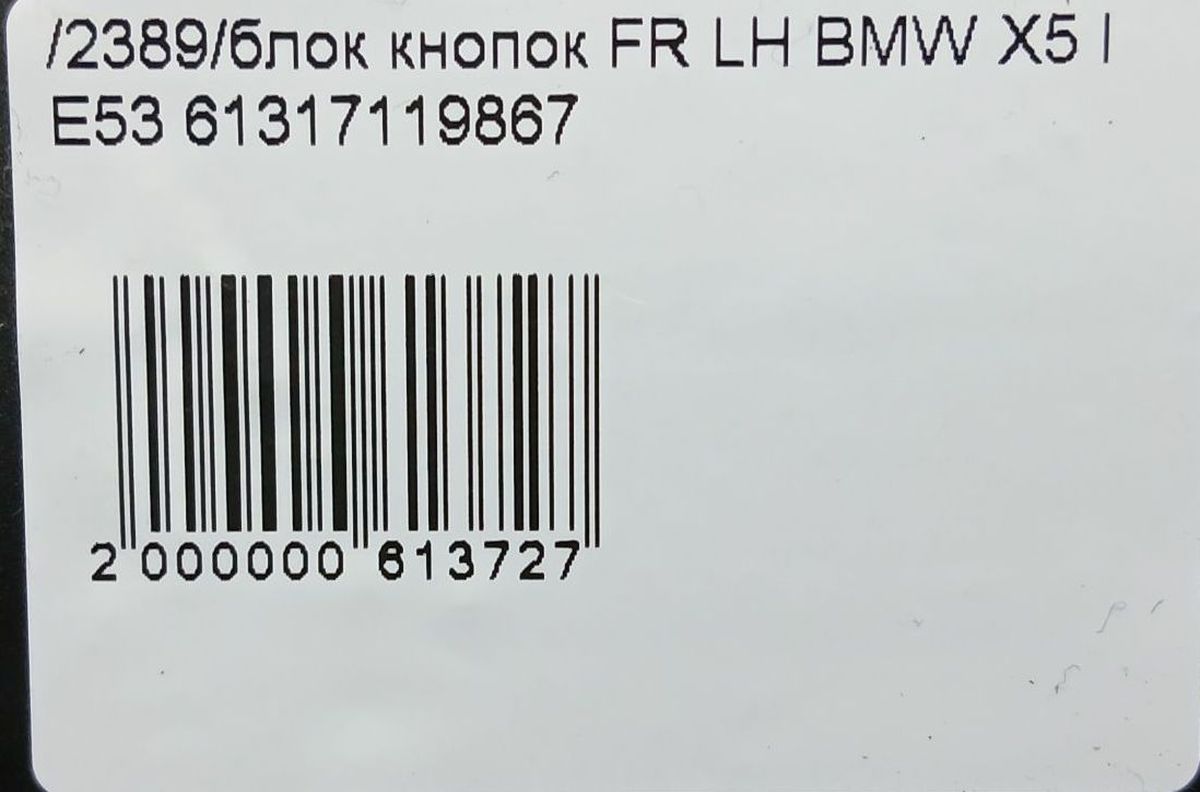 /2389/блок кнопок FR LH BMW X5 I
E53 61317119867
2 000000 613727